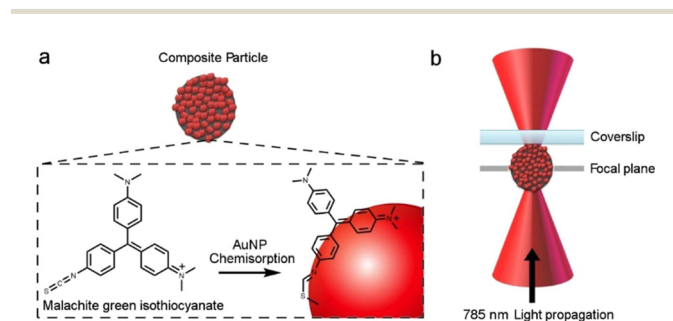 a
Composite Particle
N
N+
S=C=N
AuNP
Chemisorption
Malachite green isothiocyanate
N
N+
N
S
b
Coverslip
Focal plane
785 nm Light propagation